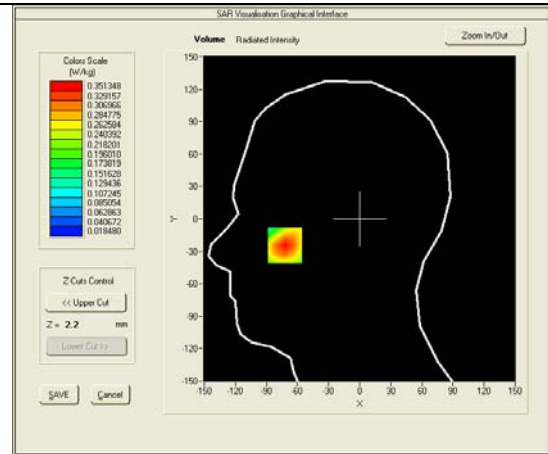 SAR Visualisation Graphical Interface
Volume Radiated Intensity
Zoom In/Out
Colors Scale
(W/kg)
0.351348
0.329157
0.306966
0.284775
0.262584
0.240392
0.218201
0.196010
0.173819
0.151628
0.129436
0.107245
0.085054
0.062863
0.040672
0.018480
Z Cuts Control
<< Upper Cut
Z = 2.2 mm
Lower Cut >>
SAVE Cancel
150
120
90
60
30
0
-30
-60
-90
-120
-150
Y
-150 -120 -90 -60 -30 0 30 60 90 120 150
X